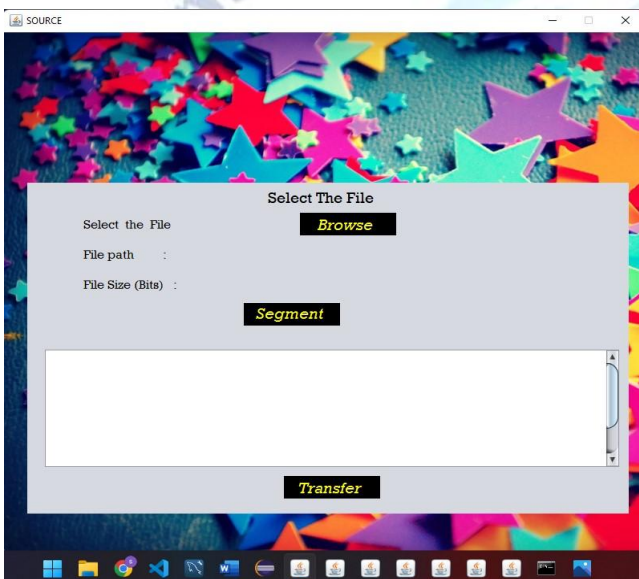 SOURCE
Select The File
Select the File
Browse
File path :
File Size (Bits) :
Segment
Transfer